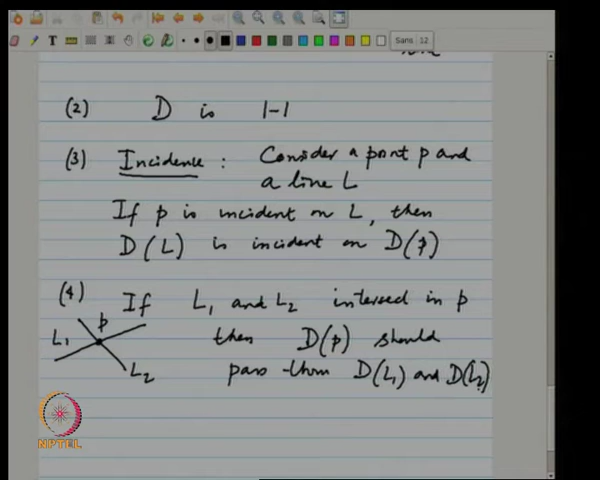 Sans 12
(2) D is 1-1
(3) Incidence : Consider a point p and
a line L
If p is incident on L, then
D(L) is incident on D(p)
(4) If L1 and L2 intersect in p
p
L1 then D(p) should
L2 pass thru D(L1) and D(L2)
NPTEL